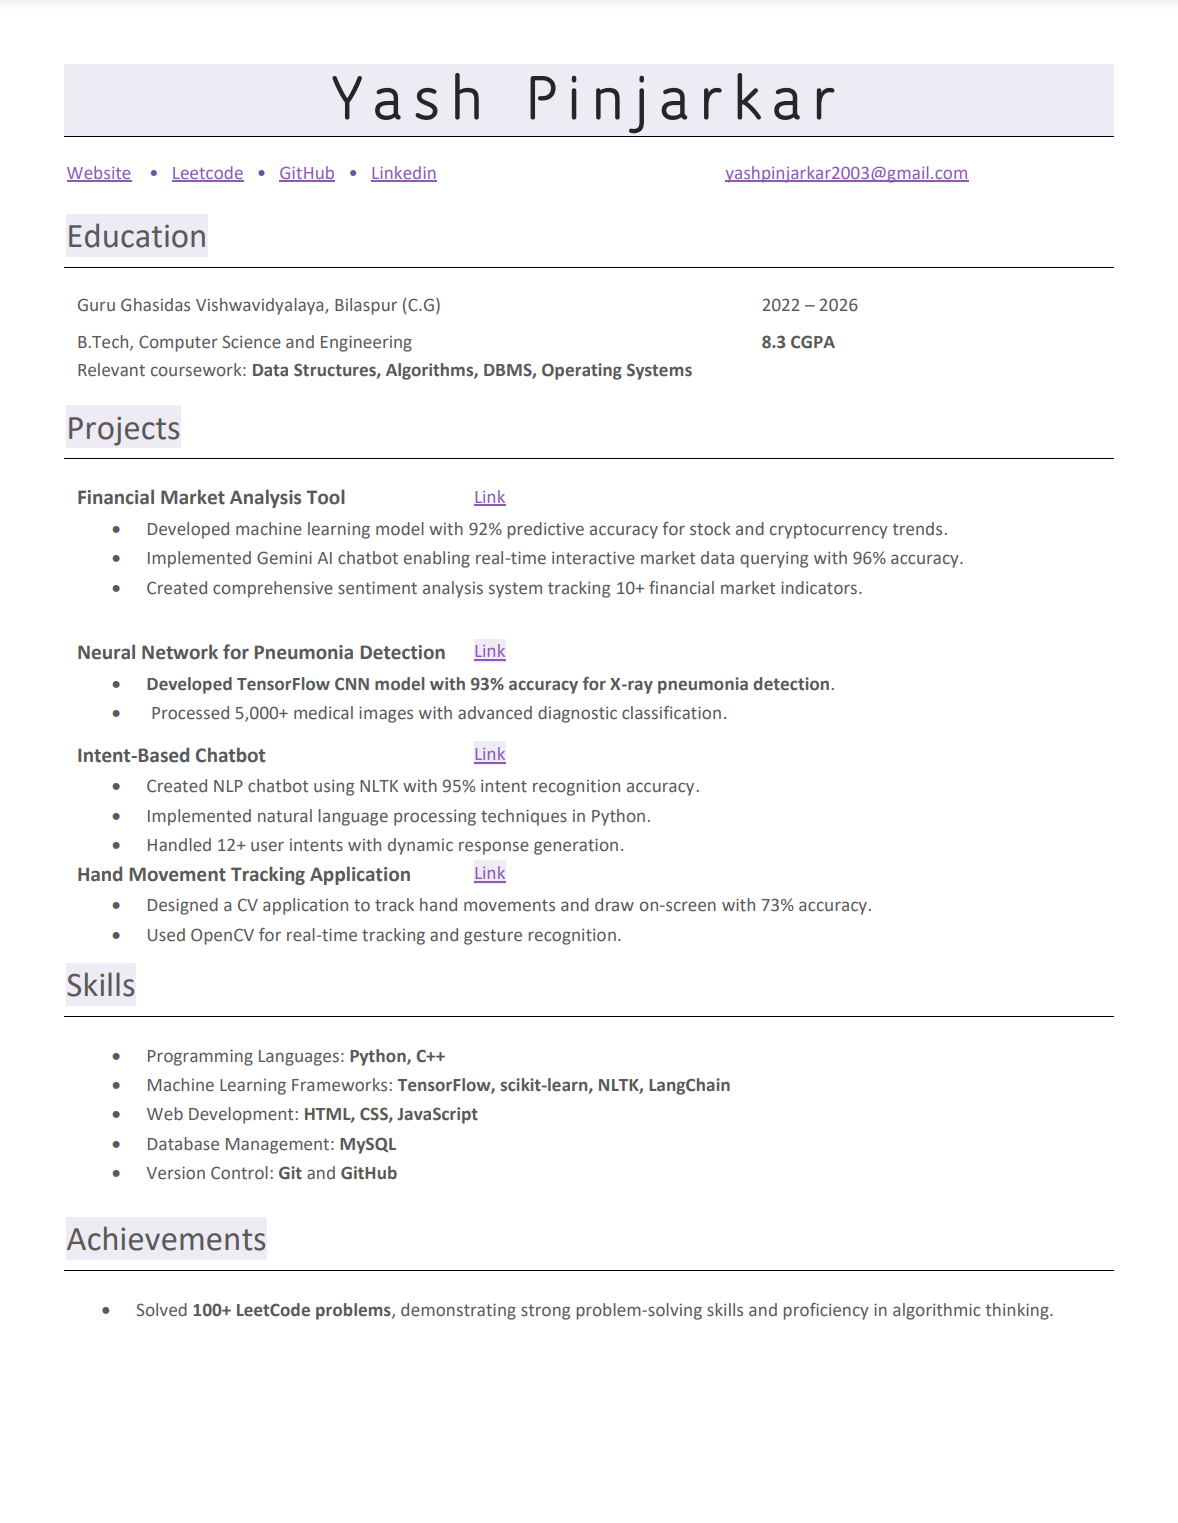 Yash Pinjarkar
Website • Leetcode • GitHub • Linkedin yashpinjarkar2003@gmail.com
Education
Guru Ghasidas Vishwavidyalaya, Bilaspur (C.G) 2022 – 2026
B.Tech, Computer Science and Engineering 8.3 CGPA
Relevant coursework: Data Structures, Algorithms, DBMS, Operating Systems
Projects
Financial Market Analysis Tool Link
• Developed machine learning model with 92% predictive accuracy for stock and cryptocurrency trends.
• Implemented Gemini AI chatbot enabling real-time interactive market data querying with 96% accuracy.
• Created comprehensive sentiment analysis system tracking 10+ financial market indicators.
Neural Network for Pneumonia Detection Link
• Developed TensorFlow CNN model with 93% accuracy for X-ray pneumonia detection.
• Processed 5,000+ medical images with advanced diagnostic classification.
Intent-Based Chatbot Link
• Created NLP chatbot using NLTK with 95% intent recognition accuracy.
• Implemented natural language processing techniques in Python.
• Handled 12+ user intents with dynamic response generation.
Hand Movement Tracking Application Link
• Designed a CV application to track hand movements and draw on-screen with 73% accuracy.
• Used OpenCV for real-time tracking and gesture recognition.
Skills
• Programming Languages: Python, C++
• Machine Learning Frameworks: TensorFlow, scikit-learn, NLTK, LangChain
• Web Development: HTML, CSS, JavaScript
• Database Management: MySQL
• Version Control: Git and GitHub
Achievements
• Solved 100+ LeetCode problems, demonstrating strong problem-solving skills and proficiency in algorithmic thinking.